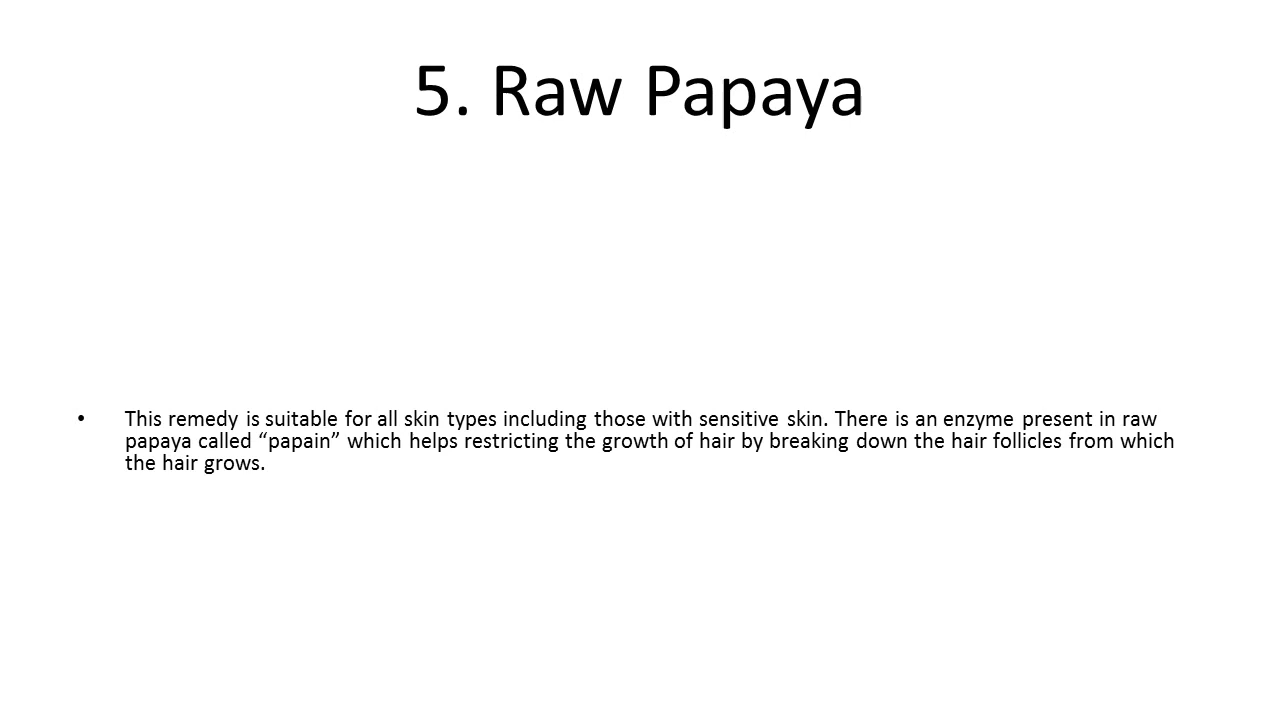 5. Raw Papaya
• This remedy is suitable for all skin types including those with sensitive skin. There is an enzyme present in raw
papaya called “papain” which helps restricting the growth of hair by breaking down the hair follicles from which
the hair grows.